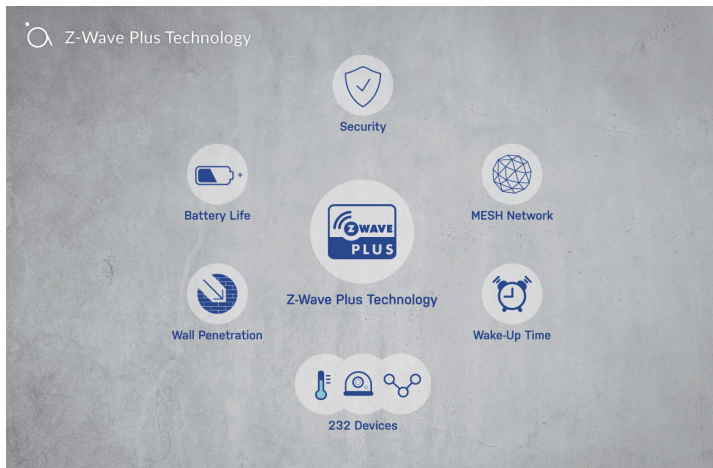 Z-Wave Plus Technology
Security
Battery Life
MESH Network
Z WAVE
PLUS
Z-Wave Plus Technology
Wall Penetration
Wake-Up Time
232 Devices